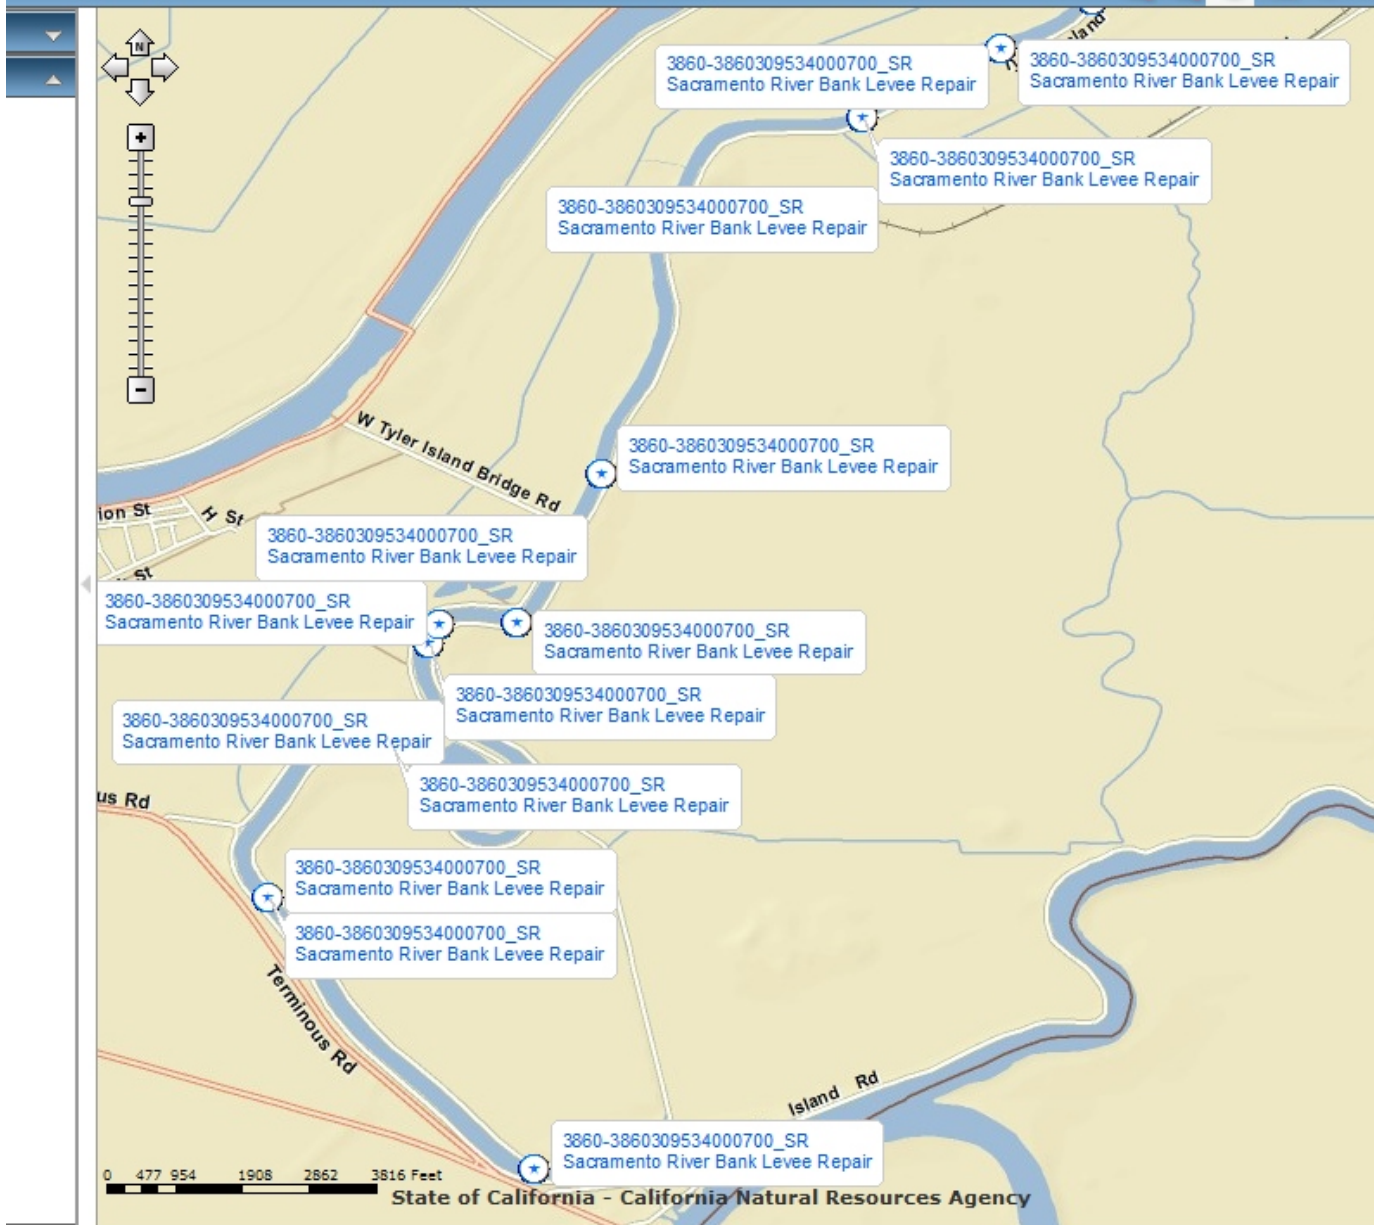 N
land
3860-3860309534000700_SR
Sacramento River Bank Levee Repair
3860-3860309534000700_SR
Sacramento River Bank Levee Repair
+
3860-3860309534000700_SR
Sacramento River Bank Levee Repair
3860-3860309534000700_SR
Sacramento River Bank Levee Repair
-
W Tyler Island Bridge Rd
3860-3860309534000700_SR
Sacramento River Bank Levee Repair
ion St
H St
3860-3860309534000700_SR
Sacramento River Bank Levee Repair
St
3860-3860309534000700_SR
Sacramento River Bank Levee Repair
3860-3860309534000700_SR
Sacramento River Bank Levee Repair
3860-3860309534000700_SR
Sacramento River Bank Levee Repair
3860-3860309534000700_SR
Sacramento River Bank Levee Repair
3860-3860309534000700_SR
Sacramento River Bank Levee Repair
us Rd
3860-3860309534000700_SR
Sacramento River Bank Levee Repair
3860-3860309534000700_SR
Sacramento River Bank Levee Repair
Terminous Rd
Island Rd
3860-3860309534000700_SR
Sacramento River Bank Levee Repair
0 477 954 1908 2862 3816 Feet
State of California - California Natural Resources Agency